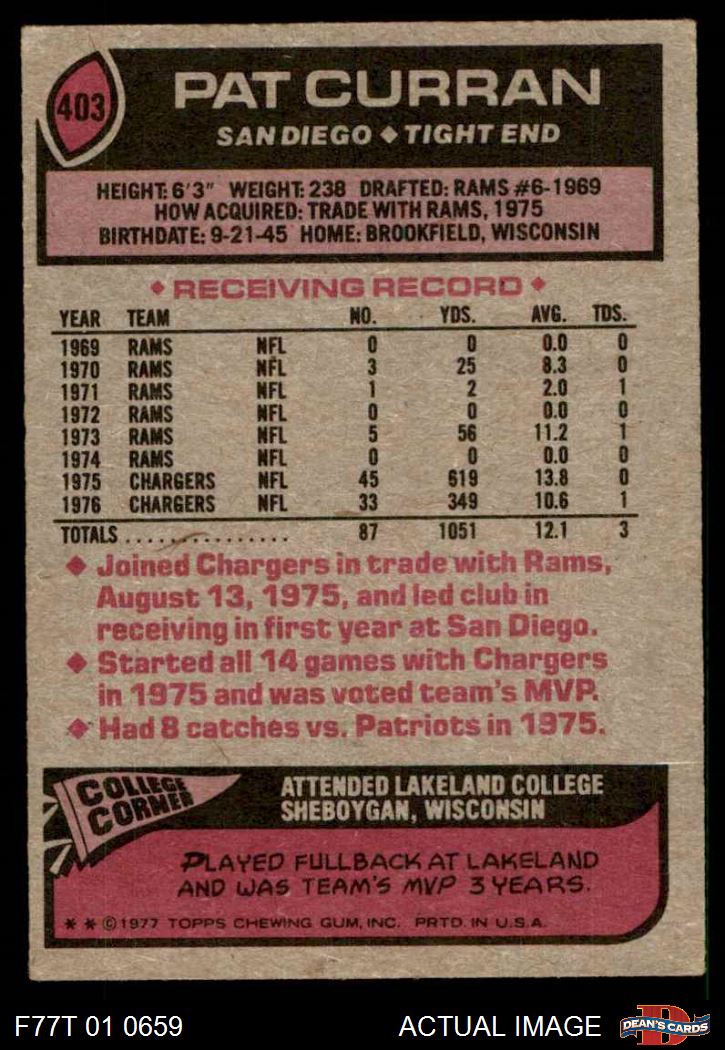 403
PAT CURRAN
SAN DIEGO ♦ TIGHT END
HEIGHT: 6'3" WEIGHT: 238 DRAFTED: RAMS #6-1969
HOW ACQUIRED: TRADE WITH RAMS, 1975
BIRTHDATE: 9-21-45 HOME: BROOKFIELD, WISCONSIN
♦ RECEIVING RECORD ♦
YEAR TEAM NO. YDS. AVG. TDS.
1969 RAMS NFL 0 0 0.0 0
1970 RAMS NFL 3 25 8.3 0
1971 RAMS NFL 1 2 2.0 1
1972 RAMS NFL 0 0 0.0 0
1973 RAMS NFL 5 56 11.2 1
1974 RAMS NFL 0 0 0.0 0
1975 CHARGERS NFL 45 619 13.8 0
1976 CHARGERS NFL 33 349 10.6 1
TOTALS............... 87 1051 12.1 3
♦ Joined Chargers in trade with Rams,
August 13, 1975, and led club in
receiving in first year at San Diego.
♦ Started all 14 games with Chargers
in 1975 and was voted team's MVP.
♦ Had 8 catches vs. Patriots in 1975.
COLLEGE
CORNER
ATTENDED LAKELAND COLLEGE
SHEBOYGAN, WISCONSIN
PLAYED FULLBACK AT LAKELAND
AND WAS TEAM'S MVP 3 YEARS.
* * © 1977 TOPPS CHEWING GUM, INC. PRTD. IN U.S.A.
F77T 01 0659 ACTUAL IMAGE
D
DEAN'S CARDS